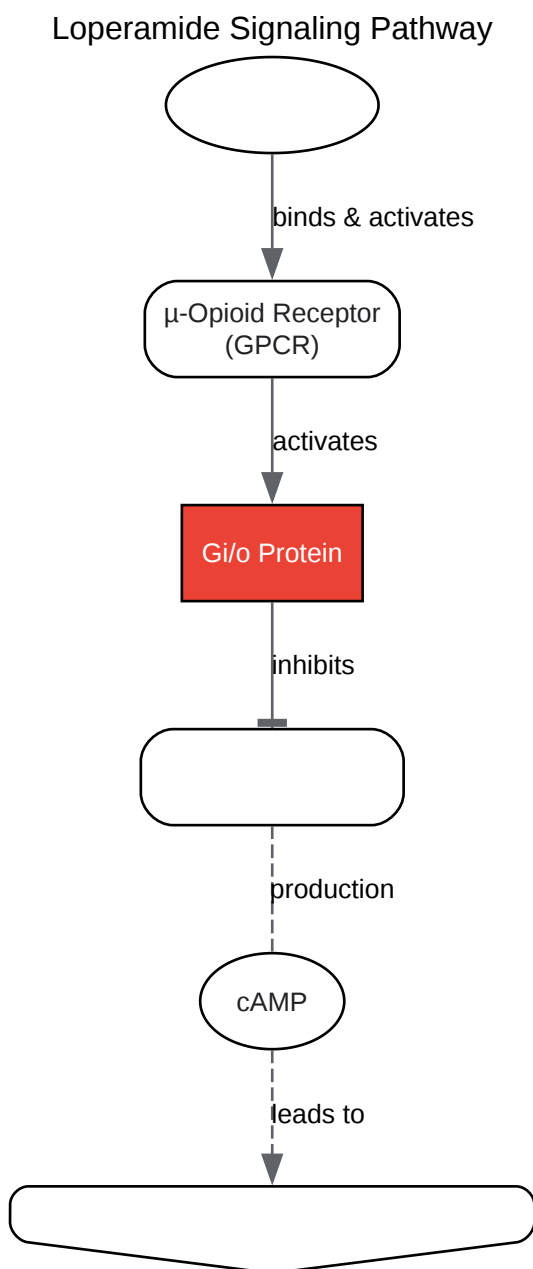 Loperamide Signaling Pathway
binds & activates
µ-Opioid Receptor
(GPCR)
activates
Gi/o Protein
inhibits
production
cAMP
leads to